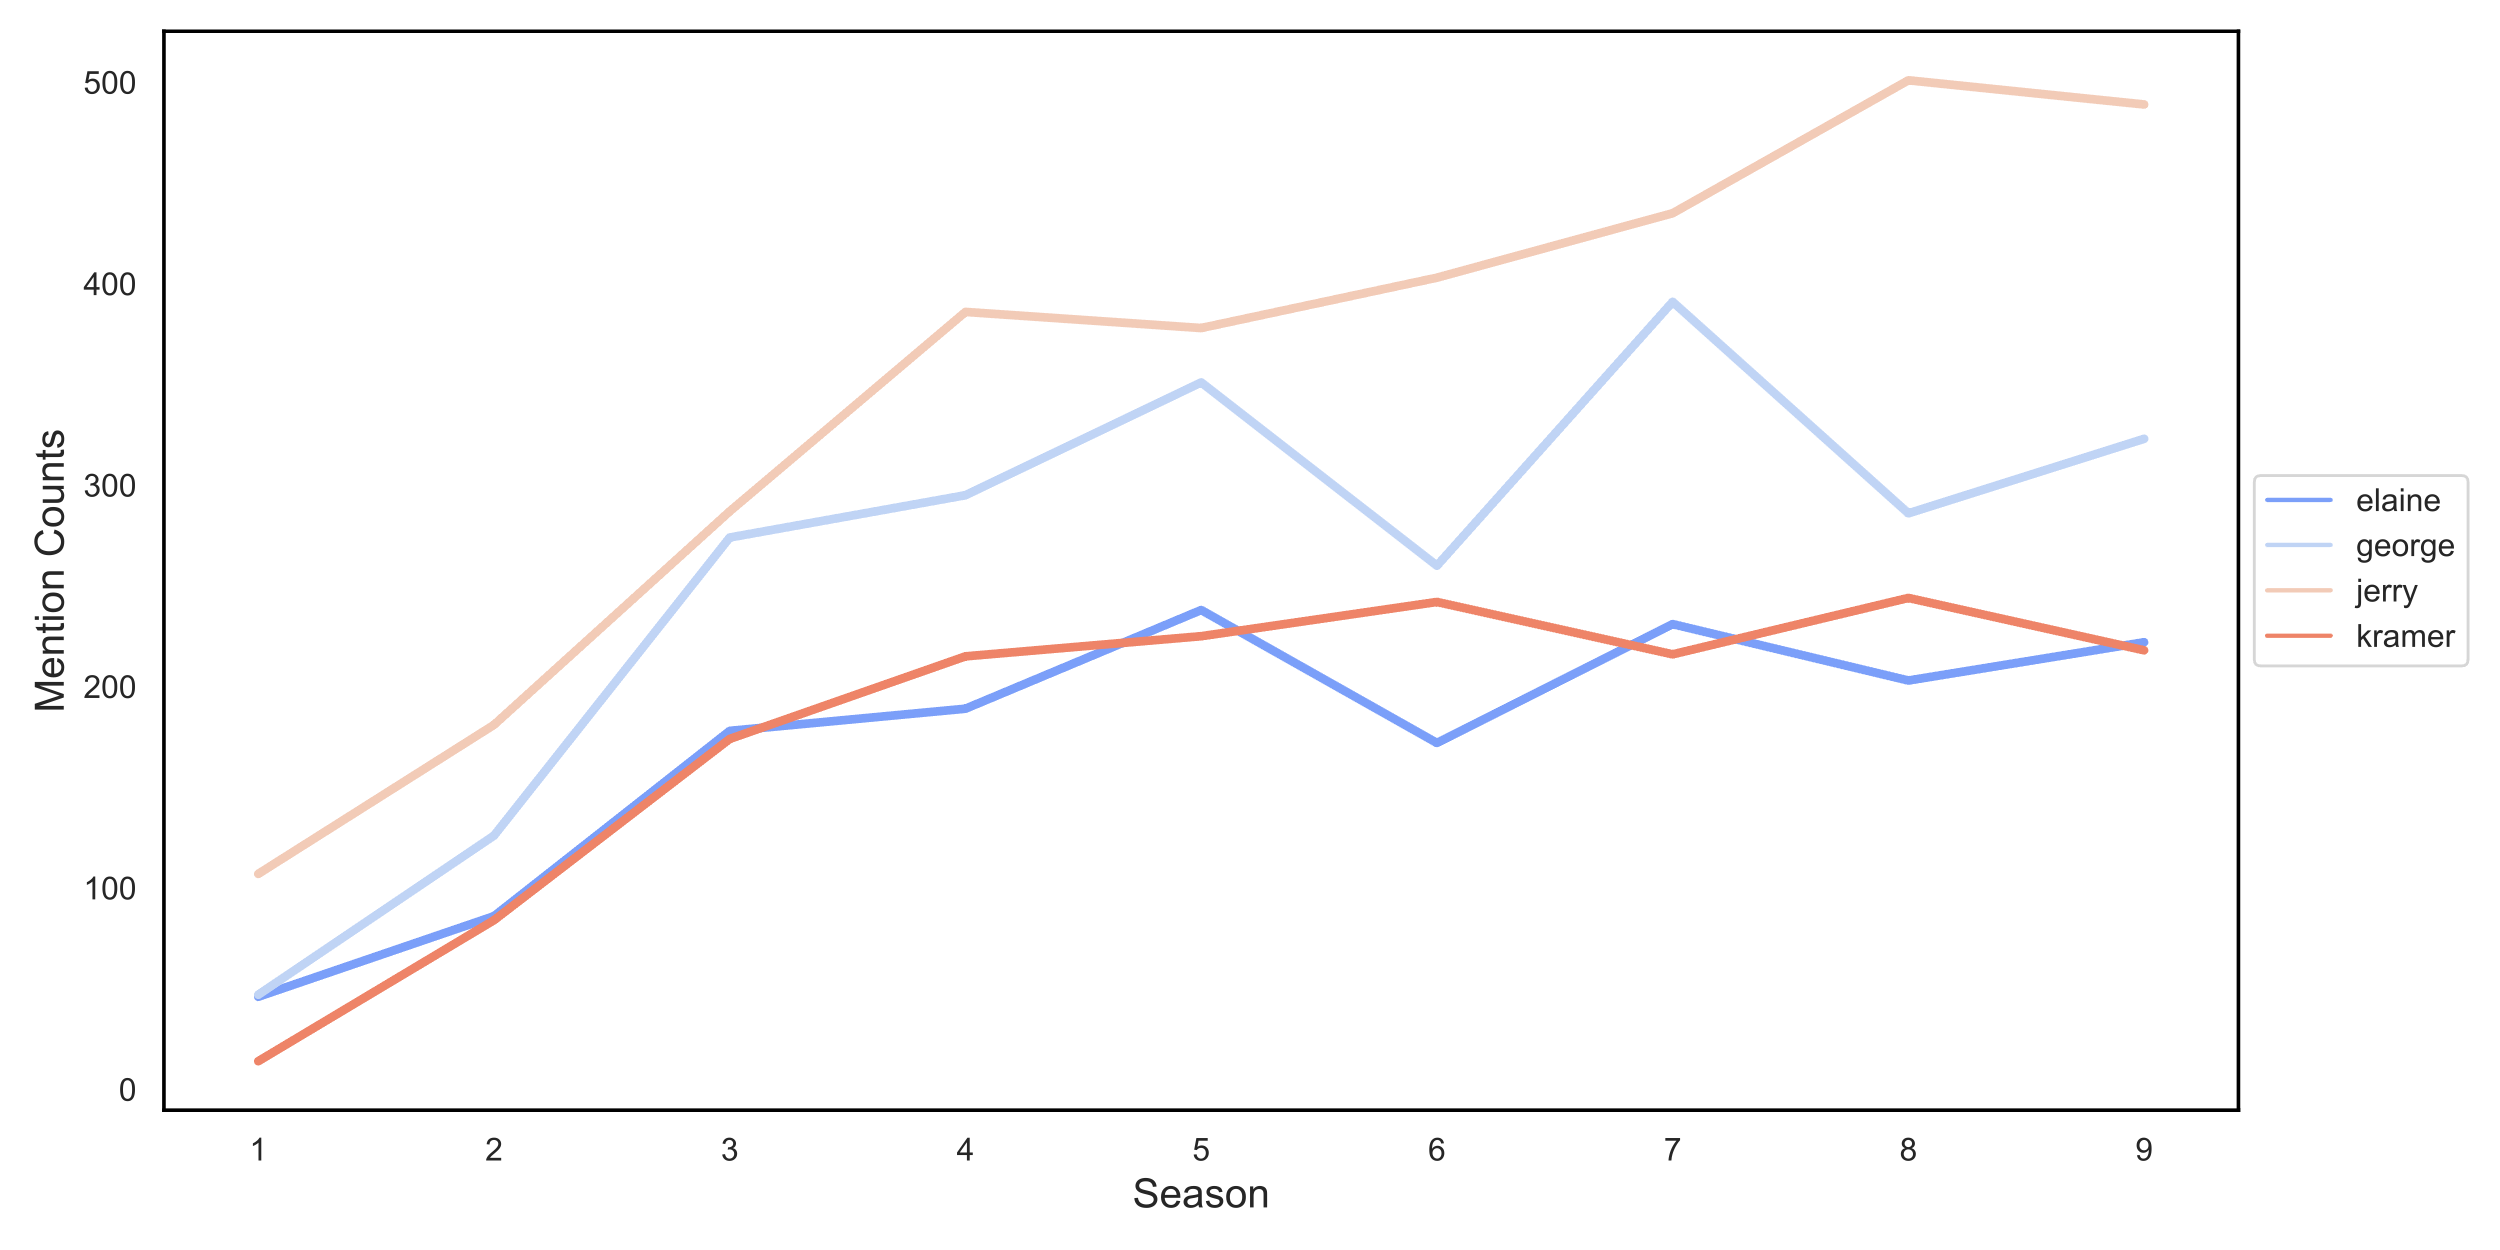 Mention Counts
500
400
300
200
100
0
1 2 3 4 5 6 7 8 9
Season
elaine
george
jerry
kramer